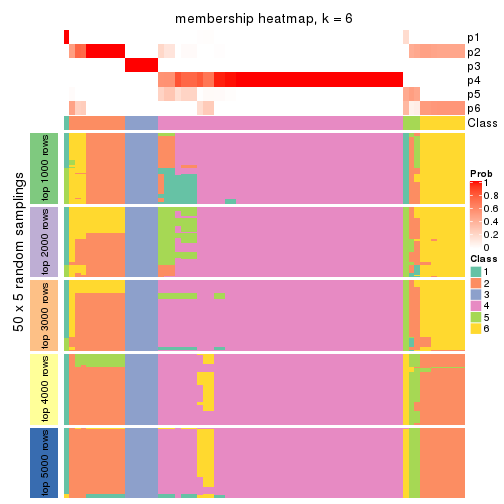 membership heatmap, k = 6
p1
p2
p3
p4
p5
p6
Class
50 x 5 random samplings
top 1000 rows
top 2000 rows
top 3000 rows
top 4000 rows
top 5000 rows
Prob
1
0.8
0.6
0.4
0.2
0
Class
1
2
3
4
5
6